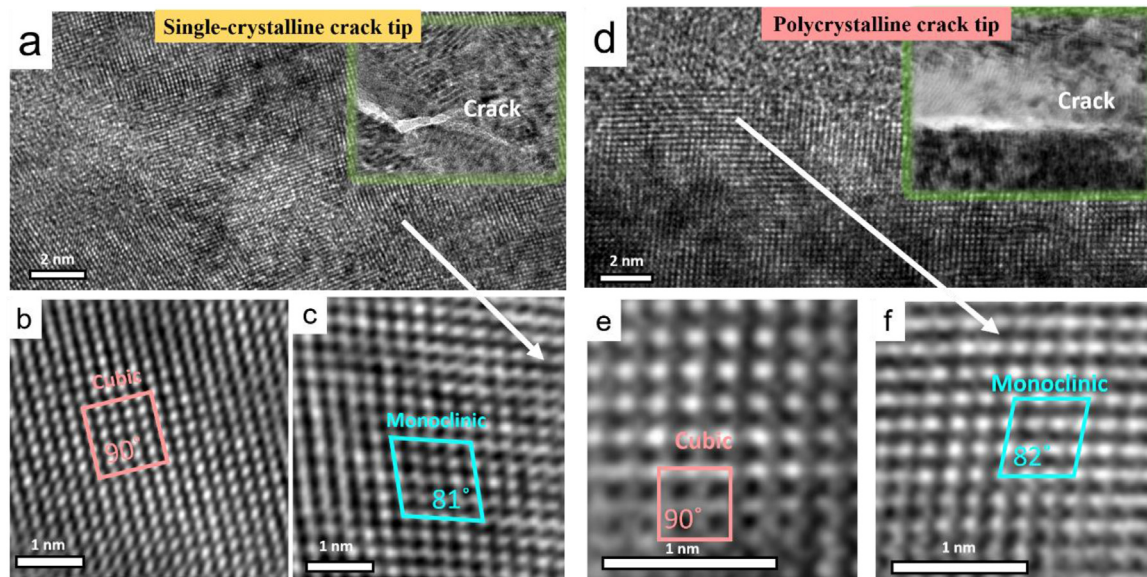 a
Single-crystalline crack tip
Crack
2 nm
d
Polycrystalline crack tip
Crack
2 nm
b
Cubic
90°
1 nm
c
Monoclinic
81°
1 nm
e
Cubic
90°
1 nm
f
Monoclinic
82°
1 nm